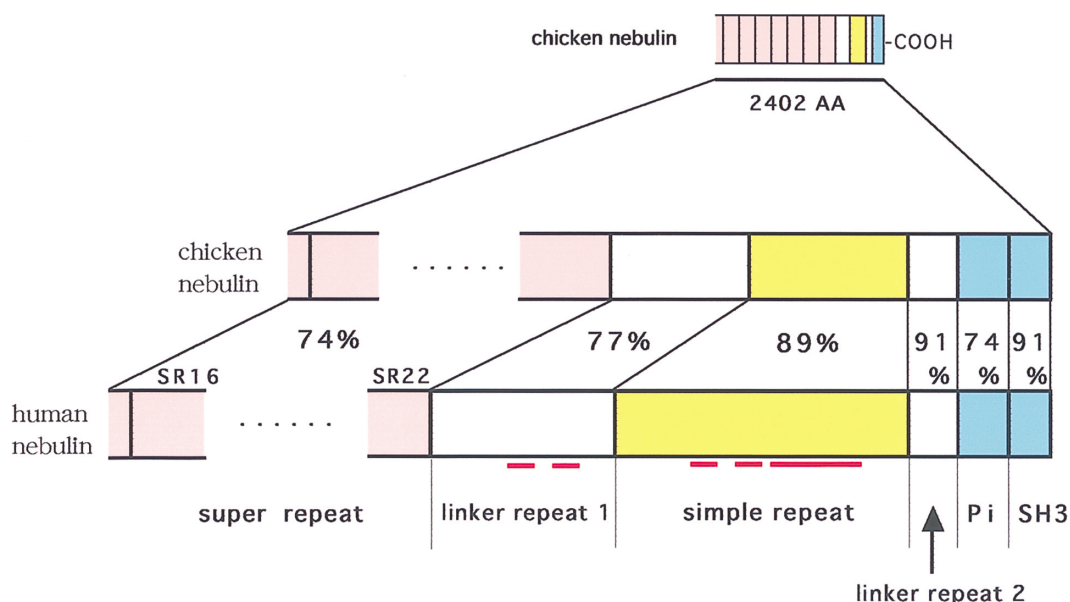 chicken nebulin
-COOH
2402 AA
chicken
nebulin
......
74%
77%
89%
91
%
74
%
91
%
SR16
SR22
human
nebulin
......
super repeat
linker repeat 1
simple repeat
Pi
SH3
linker repeat 2